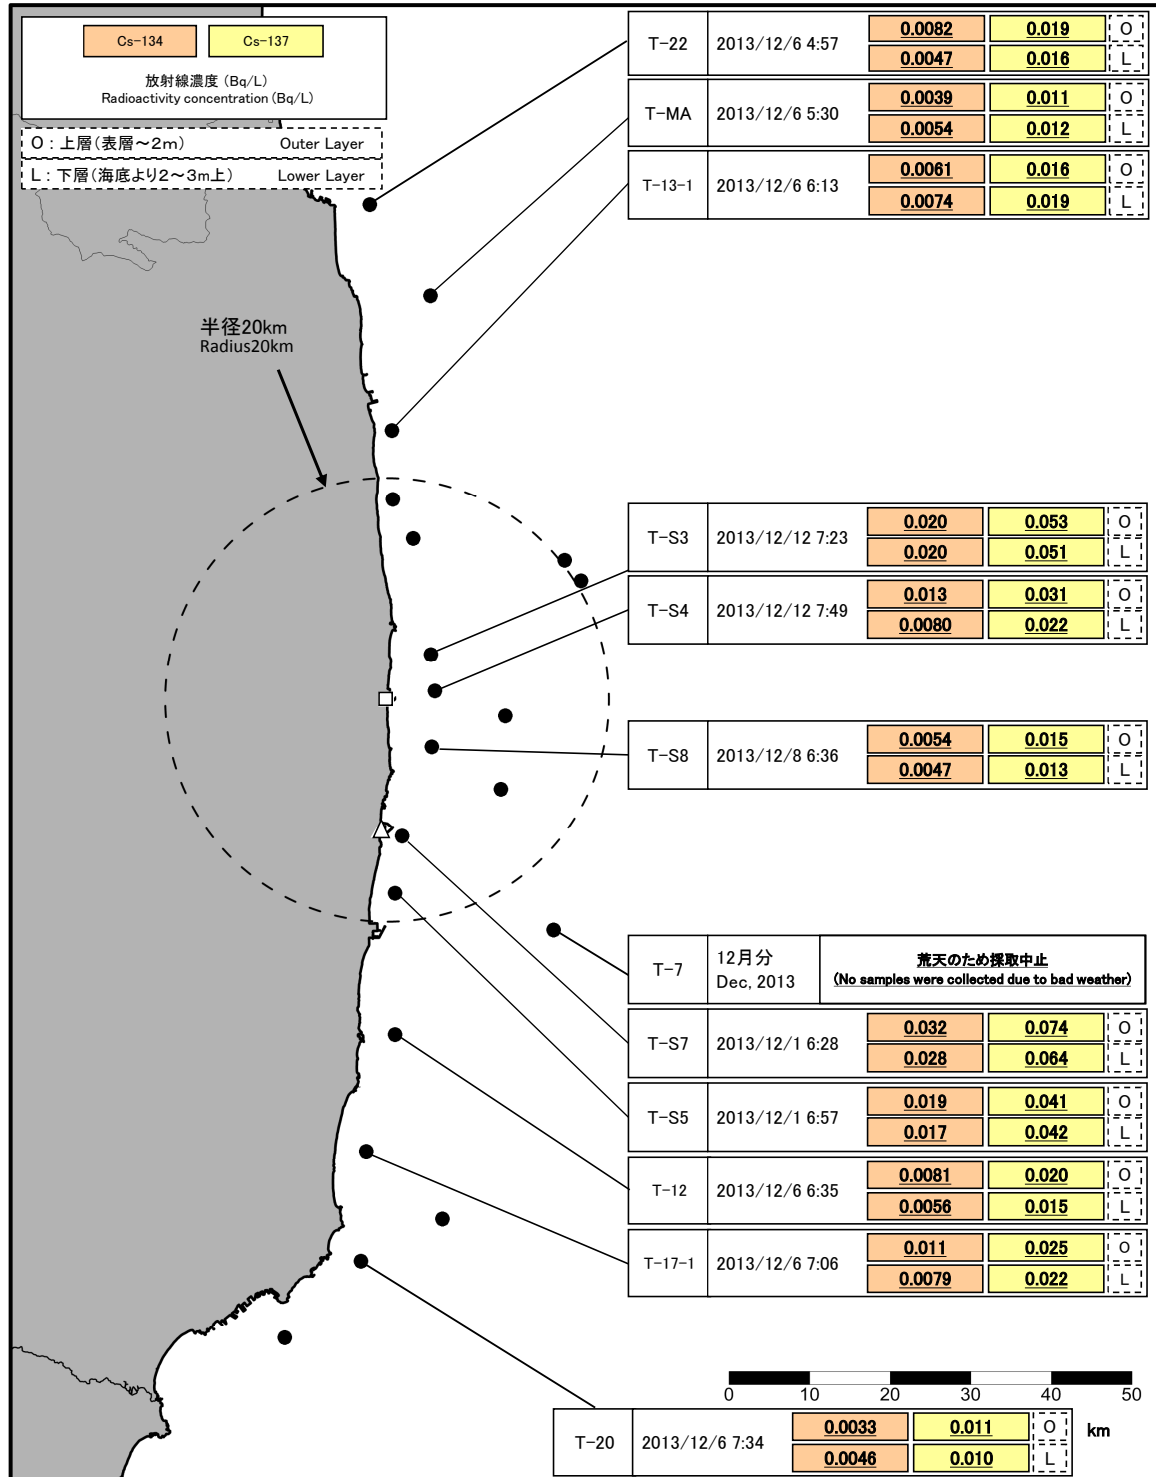 Cs-134 Cs-137
放射線濃度 (Bq/L)
Radioactivity concentration (Bq/L)
O : 上層(表層～2m) Outer Layer
L : 下層(海底より2～3m上) Lower Layer
T-22 2013/12/6 4:57 0.0082 0.019 O
0.0047 0.016 L
T-MA 2013/12/6 5:30 0.0039 0.011 O
0.0054 0.012 L
T-13-1 2013/12/6 6:13 0.0061 0.016 O
0.0074 0.019 L
半径20km
Radius20km
T-S3 2013/12/12 7:23 0.020 0.053 O
0.020 0.051 L
T-S4 2013/12/12 7:49 0.013 0.031 O
0.0080 0.022 L
T-S8 2013/12/8 6:36 0.0054 0.015 O
0.0047 0.013 L
T-7 12月分 荒天のため採取中止
Dec, 2013 (No samples were collected due to bad weather)
T-S7 2013/12/1 6:28 0.032 0.074 O
0.028 0.064 L
T-S5 2013/12/1 6:57 0.019 0.041 O
0.017 0.042 L
T-12 2013/12/6 6:35 0.0081 0.020 O
0.0056 0.015 L
T-17-1 2013/12/6 7:06 0.011 0.025 O
0.0079 0.022 L
0 10 20 30 40 50
km
T-20 2013/12/6 7:34 0.0033 0.011 O
0.0046 0.010 L